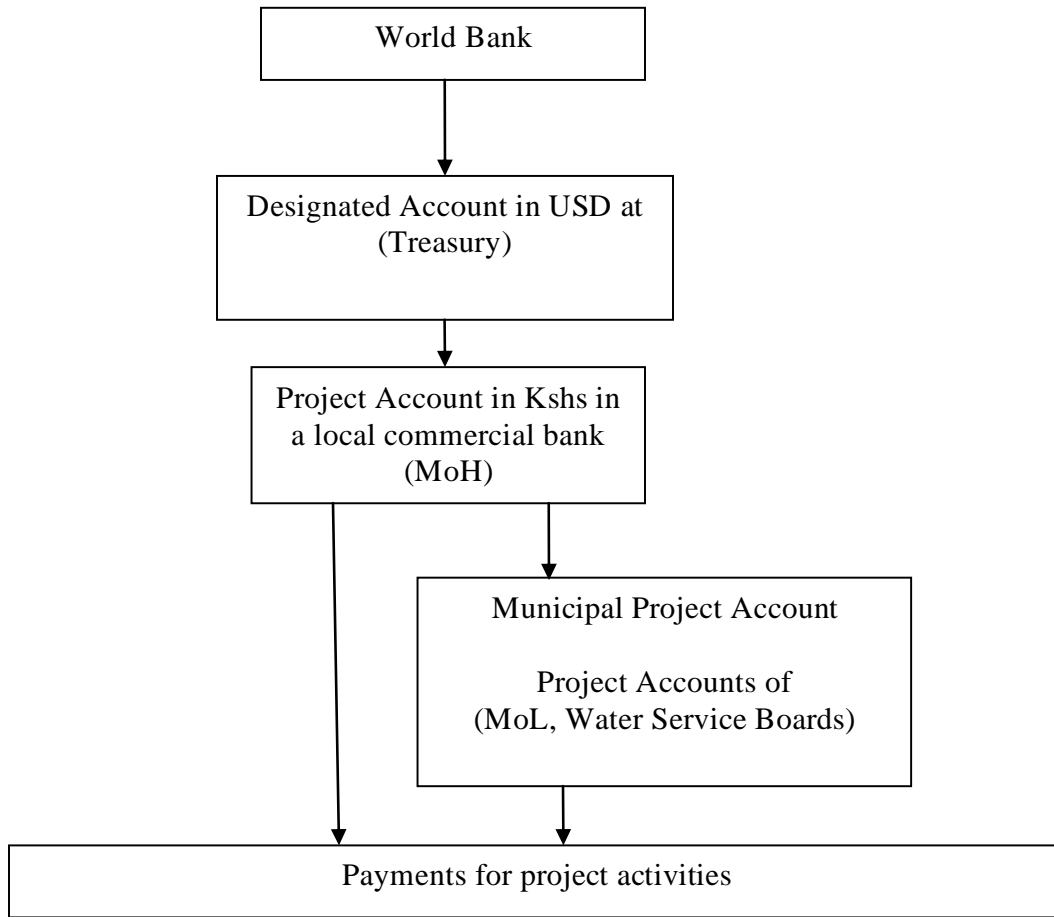 World Bank
Designated Account in USD at
(Treasury)
Project Account in Kshs in
a local commercial bank
(MoH)
Municipal Project Account
Project Accounts of
(MoL, Water Service Boards)
Payments for project activities